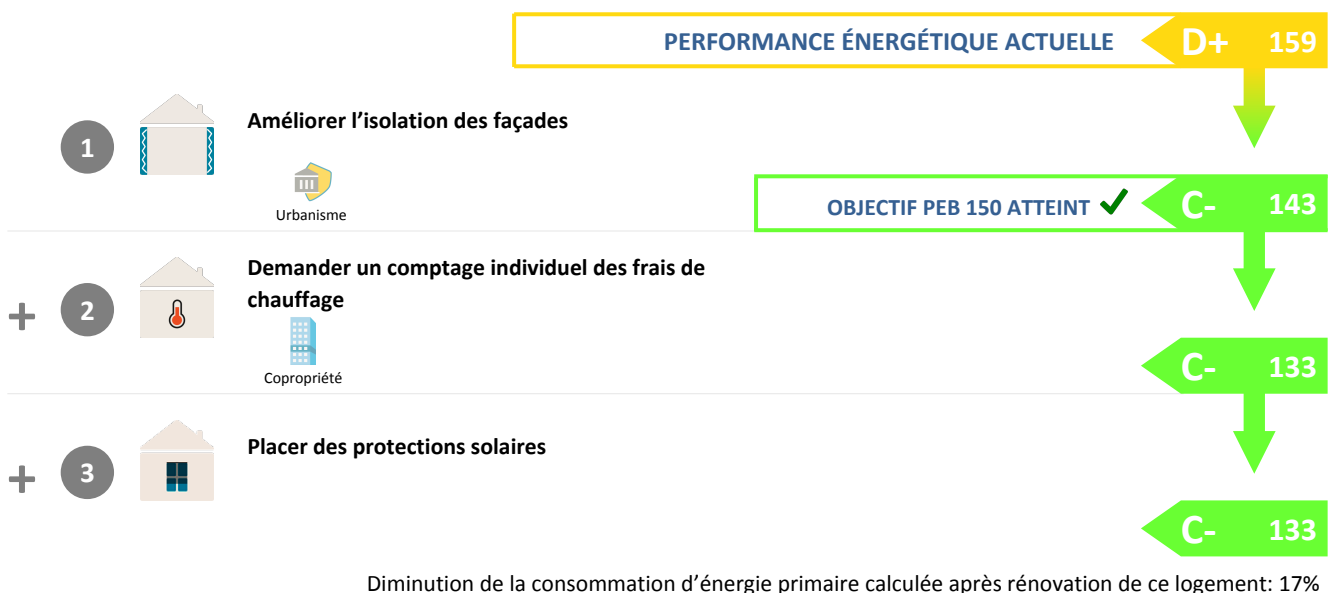 PERFORMANCE ÉNERGÉTIQUE ACTUELLE D+ 159
1 Améliorer l’isolation des façades
Urbanisme
OBJECTIF PEB 150 ATTEINT ✔ C- 143
+ 2 Demander un comptage individuel des frais de
chauffage
Copropriété
C- 133
+ 3 Placer des protections solaires
C- 133
Diminution de la consommation d’énergie primaire calculée après rénovation de ce logement: 17%